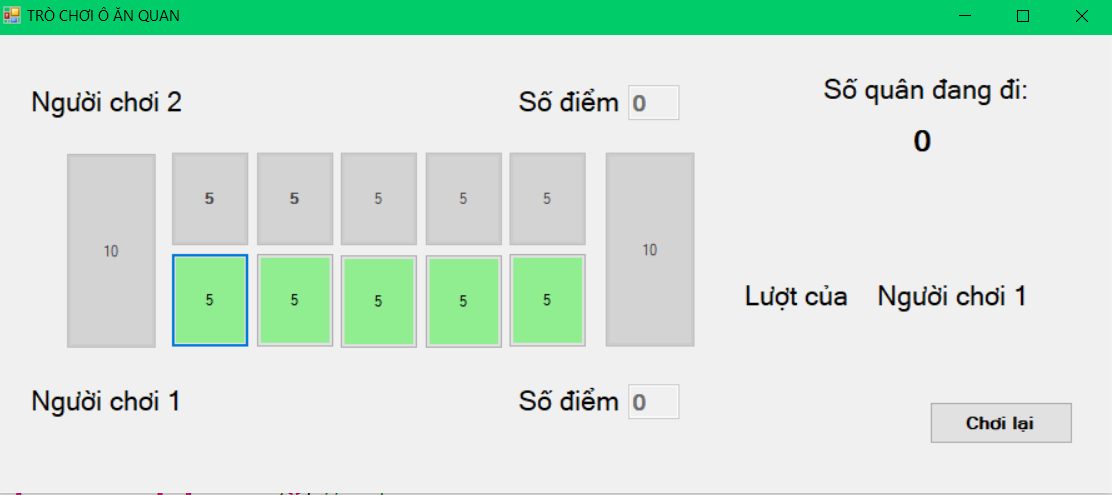 TRÒ CHƠI Ô ĂN QUAN
Người chơi 2 Số điểm 0
Số quân đang đi:
0
10 5 5 5 5 5 10
5 5 5 5 5
Lượt của Người chơi 1
Người chơi 1 Số điểm 0
Chơi lại